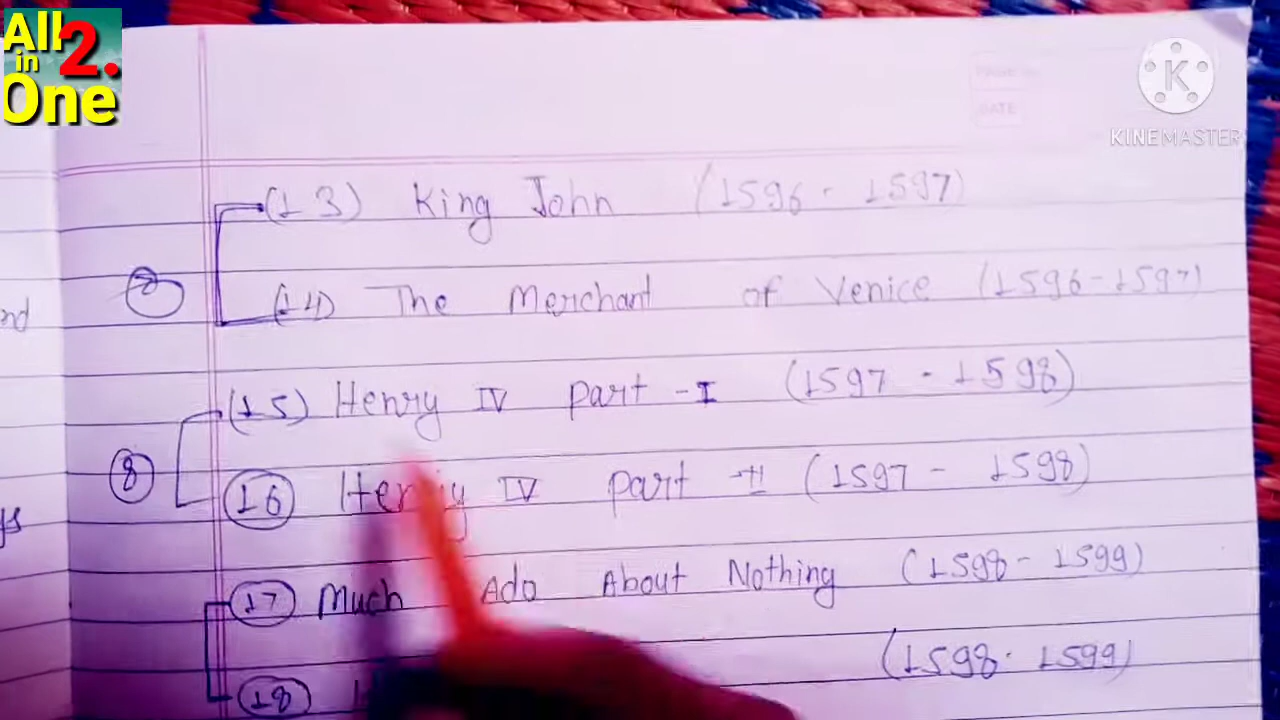 All
in 2.
One
KINEMASTER
PAGE
DATE
(13) King John (1596 - 1597)
(14) The Merchant of Venice (1596-1597)
(15) Henry IV part - I (1597 - 1598)
8
16 Henry IV part - II (1597 - 1598)
17 Much Ado About Nothing (1598 - 1599)
18 (1598 - 1599)